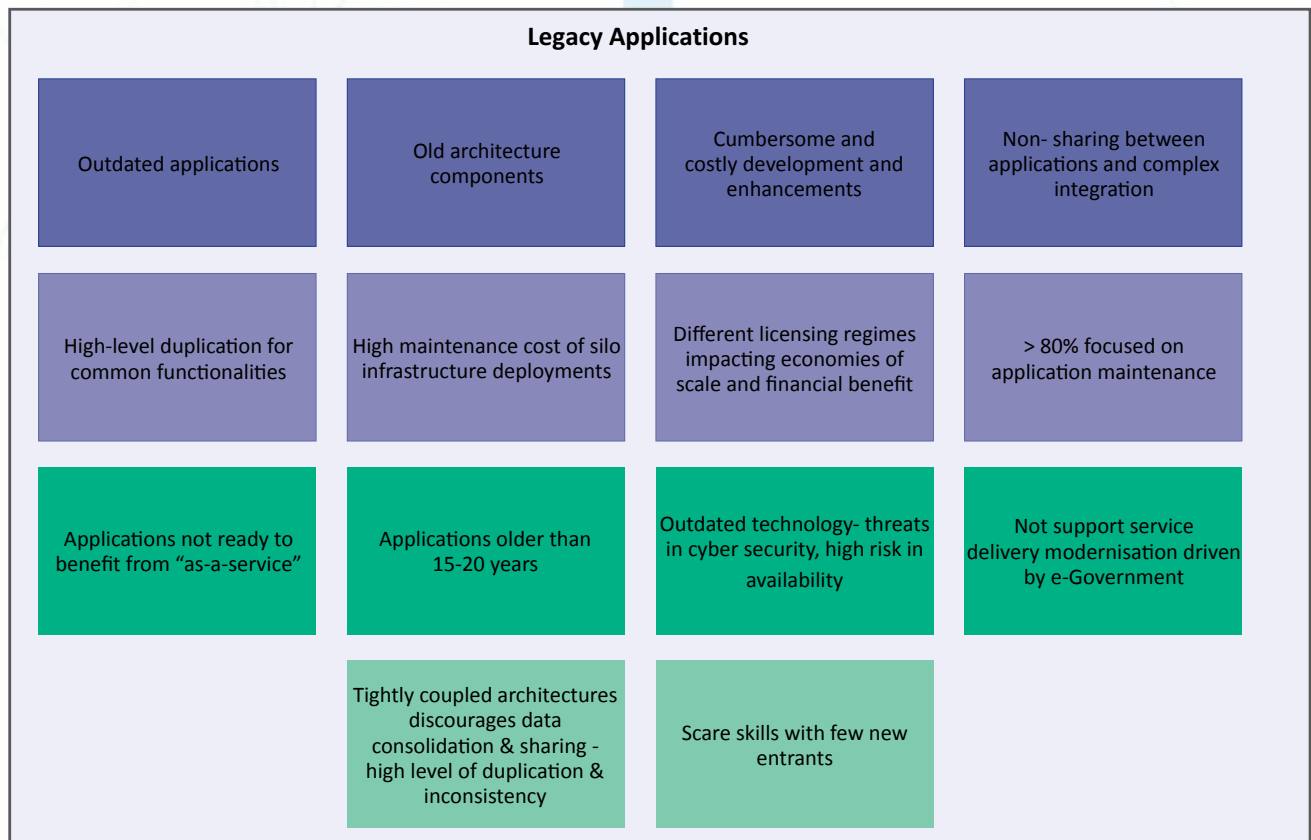 Legacy Applications
Outdated applications
Old architecture
components
Cumbersome and
costly development and
enhancements
Non- sharing between
applications and complex
integration
High-level duplication for
common functionalities
High maintenance cost of silo
infrastructure deployments
Different licensing regimes
impacting economies of
scale and financial benefit
> 80% focused on
application maintenance
Applications not ready to
benefit from “as-a-service”
Applications older than
15-20 years
Outdated technology- threats
in cyber security, high risk in
availability
Not support service
delivery modernisation driven
by e-Government
Tightly coupled architectures
discourages data
consolidation & sharing -
high level of duplication &
inconsistency
Scare skills with few new
entrants